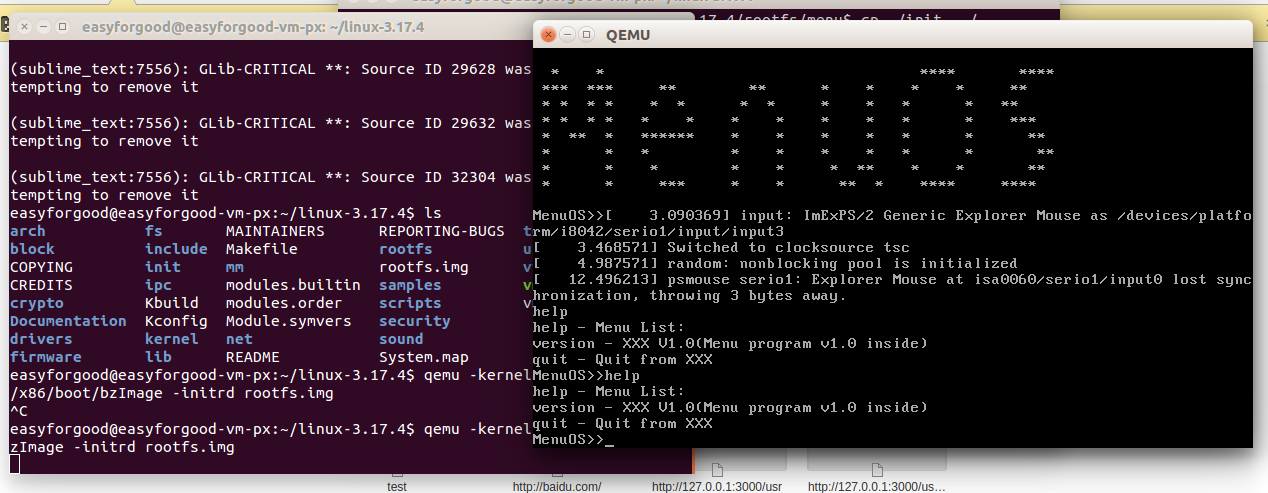 easyforgood@easyforgood-vm-px: ~/linux-3.17.4
(sublime_text:7556): GLib-CRITICAL **: Source ID 29628 was
tempting to remove it
(sublime_text:7556): GLib-CRITICAL **: Source ID 29632 was
tempting to remove it
(sublime_text:7556): GLib-CRITICAL **: Source ID 32304 was
tempting to remove it
easyforgood@easyforgood-vm-px:~/linux-3.17.4$ ls
arch fs MAINTAINERS REPORTING-BUGS
block include Makefile rootfs
COPYING init mm rootfs.img
CREDITS ipc modules.builtin samples
crypto Kbuild modules.order scripts
Documentation Kconfig Module.symvers security
drivers kernel net sound
firmware lib README System.map
easyforgood@easyforgood-vm-px:~/linux-3.17.4$ qemu -kernel
/x86/boot/bzImage -initrd rootfs.img
^C
easyforgood@easyforgood-vm-px:~/linux-3.17.4$ qemu -kernel
zImage -initrd rootfs.img
QEMU
MenuOS
MenuOS>>[    3.090369] input: ImExPS/2 Generic Explorer Mouse as /devices/platfo
rm/i8042/serio1/input/input3
[    3.468571] Switched to clocksource tsc
[    4.987571] random: nonblocking pool is initialized
[   12.496213] psmouse serio1: Explorer Mouse at isa0060/serio1/input0 lost sync
hronization, throwing 3 bytes away.
help
help - Menu List:
version - XXX V1.0(Menu program v1.0 inside)
quit - Quit from XXX
MenuOS>>help
help - Menu List:
version - XXX V1.0(Menu program v1.0 inside)
quit - Quit from XXX
MenuOS>>_
test http://baidu.com/ http://127.0.0.1:3000/usr http://127.0.0.1:3000/us…